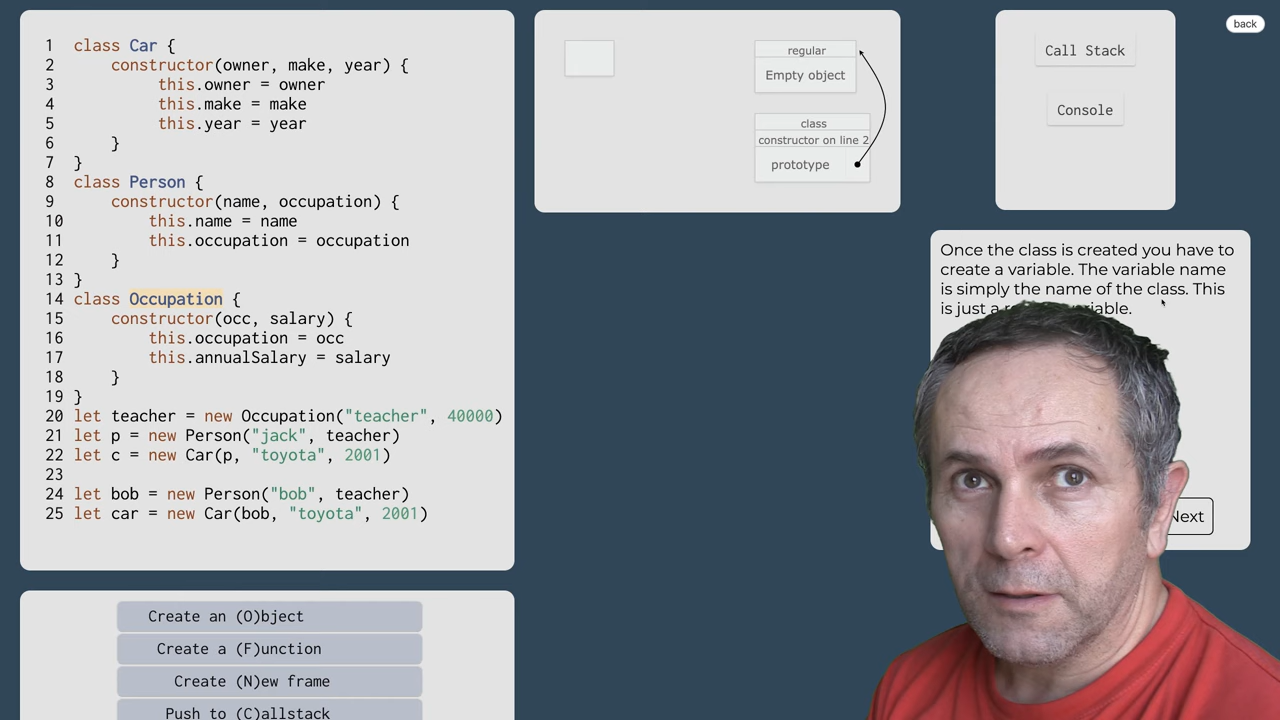 1 class Car {
2 constructor(owner, make, year) {
3 this.owner = owner
4 this.make = make
5 this.year = year
6 }
7 }
8 class Person {
9 constructor(name, occupation) {
10 this.name = name
11 this.occupation = occupation
12 }
13 }
14 class Occupation {
15 constructor(occ, salary) {
16 this.occupation = occ
17 this.annualSalary = salary
18 }
19 }
20 let teacher = new Occupation("teacher", 40000)
21 let p = new Person("jack", teacher)
22 let c = new Car(p, "toyota", 2001)
23
24 let bob = new Person("bob", teacher)
25 let car = new Car(bob, "toyota", 2001)
Create an (O)bject
Create a (F)unction
Create (N)ew frame
Push to (C)allstack
regular
Empty object
class
constructor on line 2
prototype
Call Stack
Console
back
Once the class is created you have to
create a variable. The variable name
is simply the name of the class. This
is just a
Next